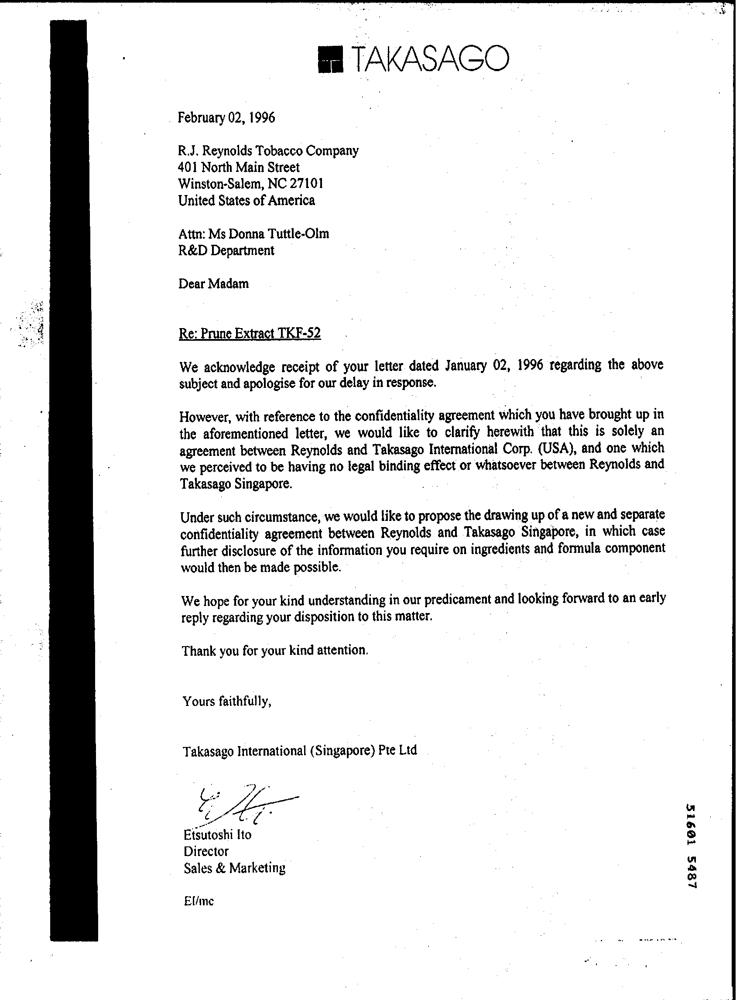 TAKASAGO
February 02, 1996
R.J. Reynolds Tobacco Company
401 North Main Street
Winston-Salem, NC 27101
United States of America
Attn: Ms Donna Tuttle-Olm
R&D Department
Dear Madam
Re: Prune Extract TKF-52
We acknowledge receipt of your letter dated January 02, 1996 regarding the above
subject and apologise for our delay in response.
However, with reference to the confidentiality agreement which you have brought up in
the aforementioned letter, we would like to clarify herewith that this is solely an
agreement between Reynolds and Takasago International Corp. (USA), and one which
we perceived to be having no legal binding effect or whatsoever between Reynolds and
Takasago Singapore.
Under such circumstance, we would like to propose the drawing up of a new and separate
confidentiality agreement between Reynolds and Takasago Singapore, in which case
further disclosure of the information you require on ingredients and formula component
would then be made possible.
We hope for your kind understanding in our predicament and looking forward to an early
reply regarding your disposition to this matter.
Thank you for your kind attention.
Yours faithfully,
Takasago International (Singapore) Pte Ltd
Etsutoshi Ito
Director
Sales & Marketing
EI/mc
51601 5487